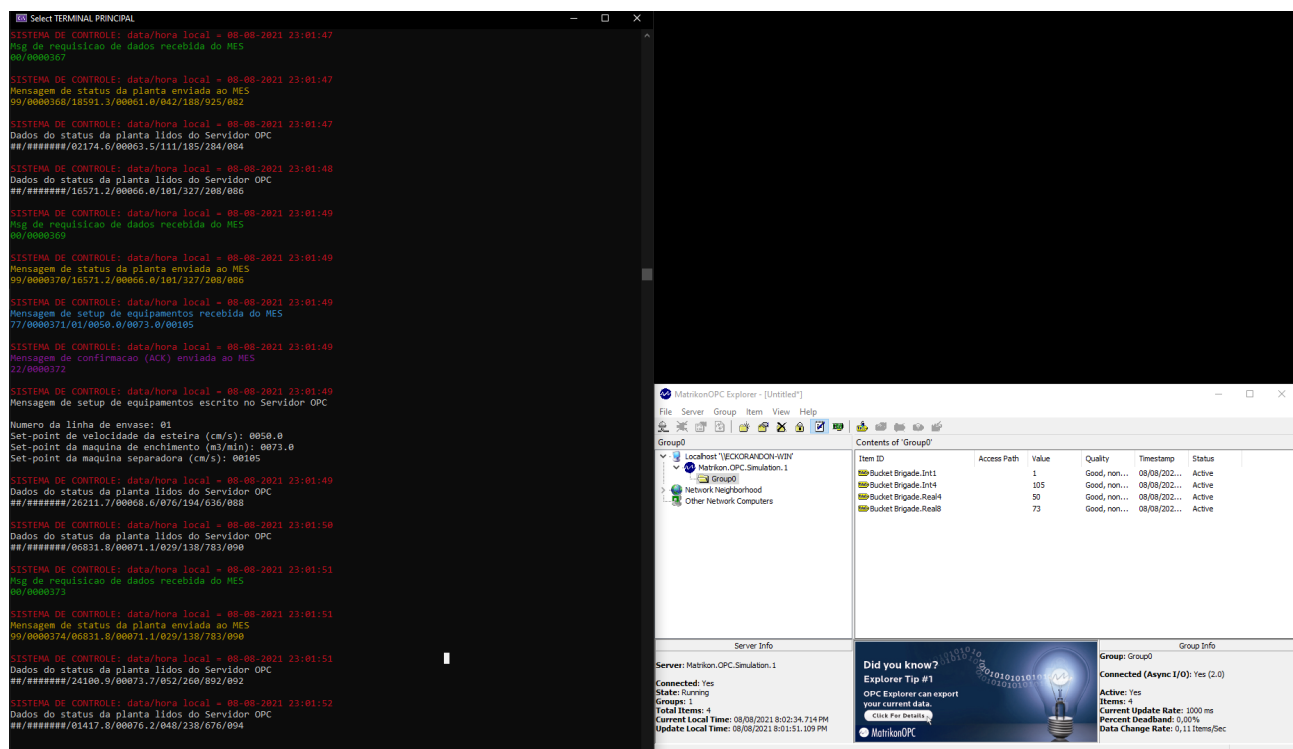 Select TERMINAL PRINCIPAL
SISTEMA DE CONTROLE: data/hora local = 08-08-2021 23:01:47
Msg de requisicao de dados recebida do MES
00/0000367
SISTEMA DE CONTROLE: data/hora local = 08-08-2021 23:01:47
Mensagem de status da planta enviada ao MES
99/0000368/18591.3/00061.0/042/188/925/082
SISTEMA DE CONTROLE: data/hora local = 08-08-2021 23:01:47
Dados do status da planta lidos do Servidor OPC
##/#######/02174.6/00063.5/111/185/284/084
SISTEMA DE CONTROLE: data/hora local = 08-08-2021 23:01:48
Dados do status da planta lidos do Servidor OPC
##/#######/16571.2/00066.0/101/327/208/086
SISTEMA DE CONTROLE: data/hora local = 08-08-2021 23:01:49
Msg de requisicao de dados recebida do MES
00/0000369
SISTEMA DE CONTROLE: data/hora local = 08-08-2021 23:01:49
Mensagem de status da planta enviada ao MES
99/0000370/16571.2/00066.0/101/327/208/086
SISTEMA DE CONTROLE: data/hora local = 08-08-2021 23:01:49
Mensagem de setup de equipamentos recebida do MES
77/0000371/01/0050.0/0073.0/00105
SISTEMA DE CONTROLE: data/hora local = 08-08-2021 23:01:49
Mensagem de confirmacao (ACK) enviada ao MES
22/0000372
SISTEMA DE CONTROLE: data/hora local = 08-08-2021 23:01:49
Mensagem de setup de equipamentos escrito no Servidor OPC
Numero da linha de envase: 01
Set-point de velocidade da esteira (cm/s): 0050.0
Set-point da maquina de enchimento (m3/min): 0073.0
Set-point da maquina separadora (cm/s): 00105
SISTEMA DE CONTROLE: data/hora local = 08-08-2021 23:01:49
Dados do status da planta lidos do Servidor OPC
##/#######/26211.7/00068.6/076/194/636/088
SISTEMA DE CONTROLE: data/hora local = 08-08-2021 23:01:50
Dados do status da planta lidos do Servidor OPC
##/#######/06831.8/00071.1/029/138/783/090
SISTEMA DE CONTROLE: data/hora local = 08-08-2021 23:01:51
Msg de requisicao de dados recebida do MES
00/0000373
SISTEMA DE CONTROLE: data/hora local = 08-08-2021 23:01:51
Mensagem de status da planta enviada ao MES
99/0000374/06831.8/00071.1/029/138/783/090
SISTEMA DE CONTROLE: data/hora local = 08-08-2021 23:01:51
Dados do status da planta lidos do Servidor OPC
##/#######/24100.9/00073.7/052/260/892/092
SISTEMA DE CONTROLE: data/hora local = 08-08-2021 23:01:52
Dados do status da planta lidos do Servidor OPC
##/#######/01417.8/00076.2/048/238/676/094
MatrikonOPC Explorer - [Untitled*]
File Server Group Item View Help
Group0
Localhost '\\ECKORANDON-WIN'
Matrikon.OPC.Simulation.1
Group0
Network Neighborhood
Other Network Computers
Contents of 'Group0'
Item ID Access Path Value Quality Timestamp Status
Bucket Brigade.Int1 1 Good, non... 08/08/202... Active
Bucket Brigade.Int4 105 Good, non... 08/08/202... Active
Bucket Brigade.Real4 50 Good, non... 08/08/202... Active
Bucket Brigade.Real8 73 Good, non... 08/08/202... Active
Server Info
Server: Matrikon.OPC.Simulation.1
Connected: Yes
State: Running
Groups: 1
Total Items: 4
Current Local Time: 08/08/2021 8:02:34.714 PM
Update Local Time: 08/08/2021 8:01:51.109 PM
Did you know?
Explorer Tip #1
OPC Explorer can export
your current data.
Click For Details
MatrikonOPC
Group Info
Group: Group0
Connected (Async I/O): Yes (2.0)
Active: Yes
Items: 4
Current Update Rate: 1000 ms
Percent Deadband: 0,00%
Data Change Rate: 0,11 Items/Sec